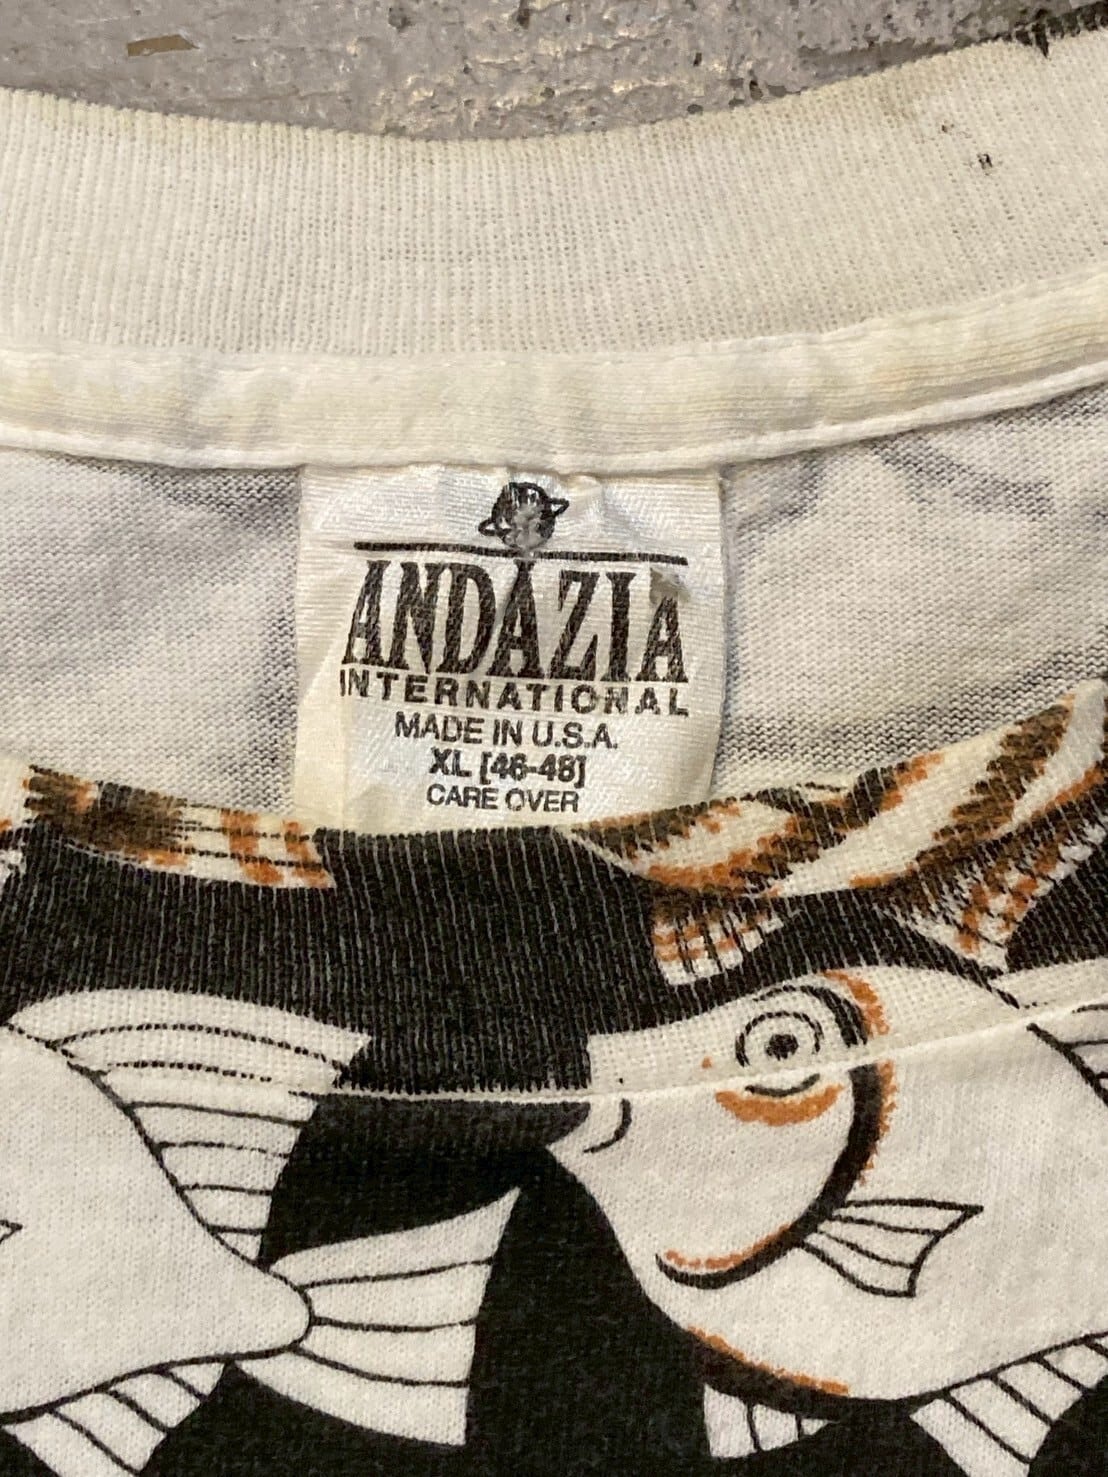 ANDAZIA
INTERNATIONAL
MADE IN U.S.A.
XL [46-48]
CARE OVER